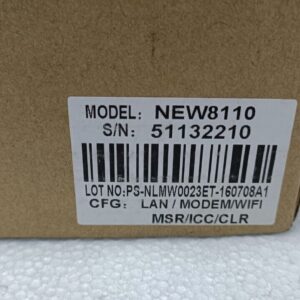 MODEL: NEW8110
S/N: 51132210
LOT NO:PS-NLMW0023ET-160708A1
CFG: LAN / MODEM/WIFI
MSR/ICC/CLR